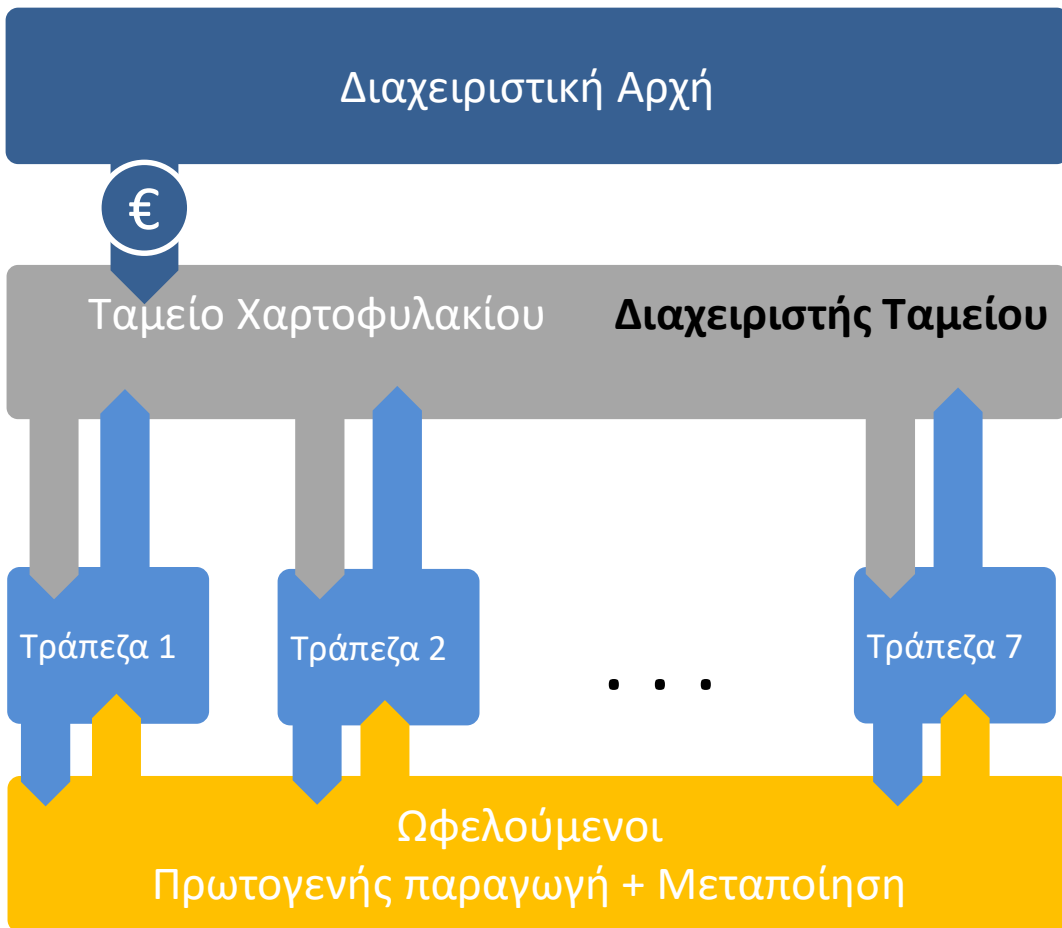 Διαχειριστική Αρχή
€
Ταμείο Χαρτοφυλακίου Διαχειριστής Ταμείου
Τράπεζα 1 Τράπεζα 2 . . . Τράπεζα 7
Ωφελούμενοι
Πρωτογενής παραγωγή + Μεταποίηση